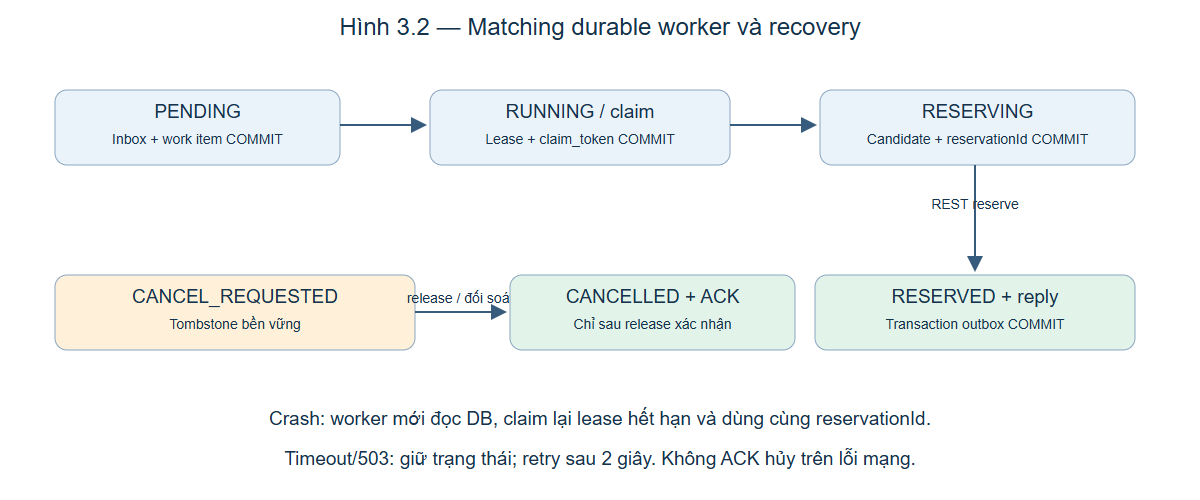 Hình 3.2 — Matching durable worker và recovery
PENDING
Inbox + work item COMMIT
RUNNING / claim
Lease + claim_token COMMIT
RESERVING
Candidate + reservationId COMMIT
REST reserve
CANCEL_REQUESTED
Tombstone bền vững
release / đối soá
CANCELLED + ACK
Chỉ sau release xác nhận
RESERVED + reply
Transaction outbox COMMIT
Crash: worker mới đọc DB, claim lại lease hết hạn và dùng cùng reservationId.
Timeout/503: giữ trạng thái; retry sau 2 giây. Không ACK hủy trên lỗi mạng.